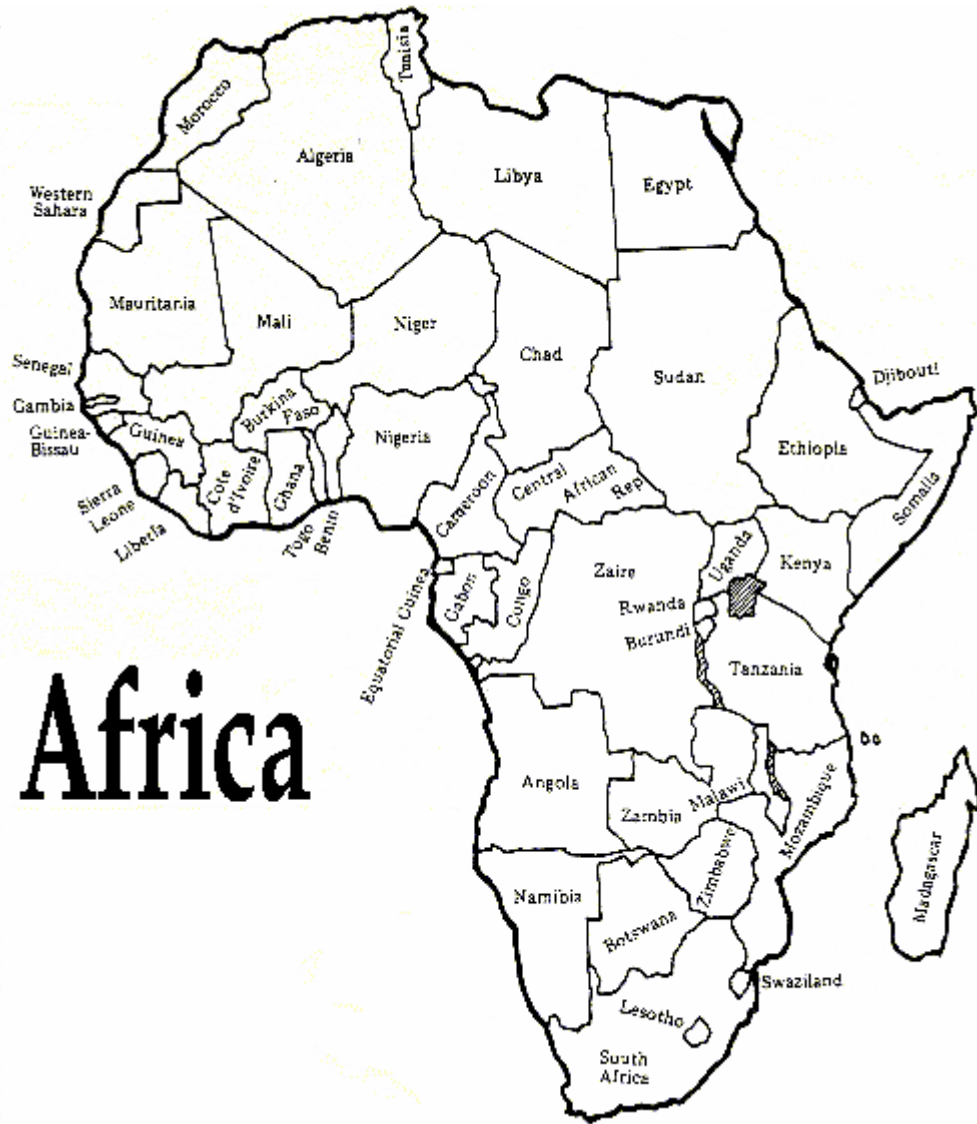 Tunisia
Morocco
Algeria
Libya
Egypt
Western
Sahara
Mauritania
Mali
Niger
Chad
Sudan
Senegal
Djibouti
Gambia
Guinea-
Bissau
Guinea
Burkina
Faso
Nigeria
Ethiopia
Somalia
Sierra
Leone
Liberia
Cote
d'Ivoire
Ghana
Togo
Benin
Cameroon
Central
African
Rep
Equatorial Guinea
Gabon
Congo
Zaire
Uganda
Kenya
Rwanda
Burundi
Tanzania
Africa
Angola
Zambia
Malawi
Mozambique
Madagascar
Namibia
Zimbabwe
Botswana
Swaziland
Lesotho
South
Africa